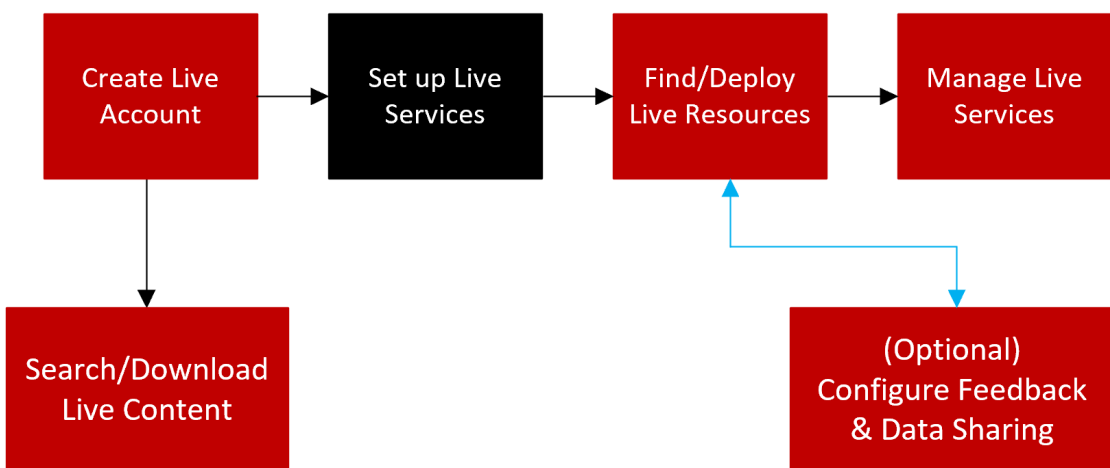 Create Live
Account
Set up Live
Services
Find/Deploy
Live Resources
Manage Live
Services
Search/Download
Live Content
(Optional)
Configure Feedback
& Data Sharing